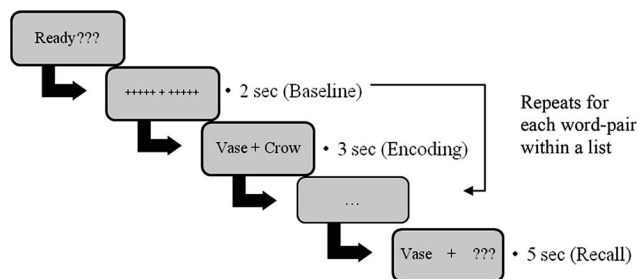 Ready???
+++++ + +++++
• 2 sec (Baseline)
Vase + Crow
• 3 sec (Encoding)
Repeats for
each word-pair
within a list
...
Vase + ???
• 5 sec (Recall)